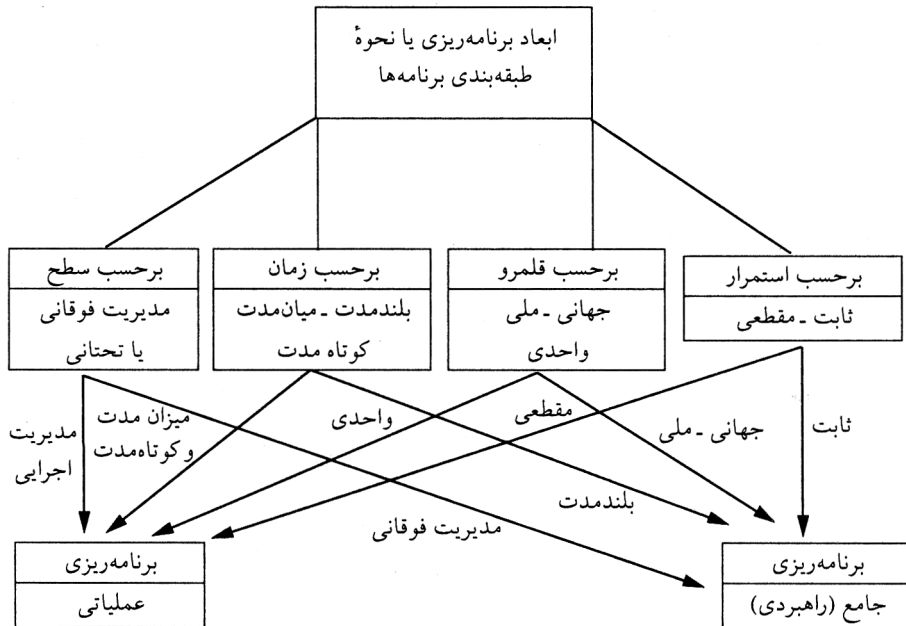 ابعاد برنامه‌ریزی یا نحوهٔ
طبقه‌بندی برنامه‌ها
برحسب استمرار
ثابت ـ مقطعی
برحسب قلمرو
جهانی ـ ملی
واحدی
برحسب زمان
بلندمدت ـ میان‌مدت
کوتاه مدت
برحسب سطح
مدیریت فوقانی
یا تحتانی
ثابت
جهانی ـ ملی
مقطعی
واحدی
میزان مدت
وکوتاه‌مدت
مدیریت
اجرایی
بلندمدت
مدیریت فوقانی
برنامه‌ریزی
جامع (راهبردی)
برنامه‌ریزی
عملیاتی